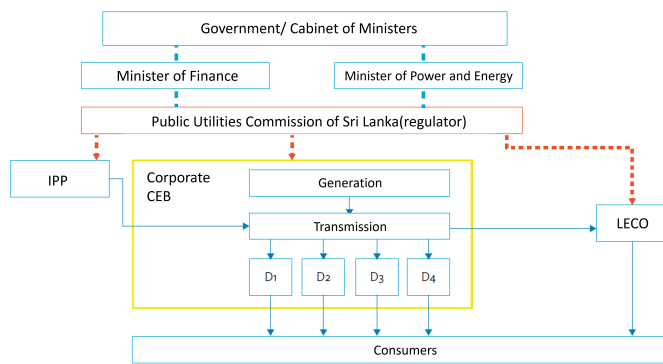 Government/ Cabinet of Ministers
Minister of Finance
Minister of Power and Energy
Public Utilities Commission of Sri Lanka(regulator)
IPP
Corporate
CEB
Generation
Transmission
LECO
D1
D2
D3
D4
Consumers